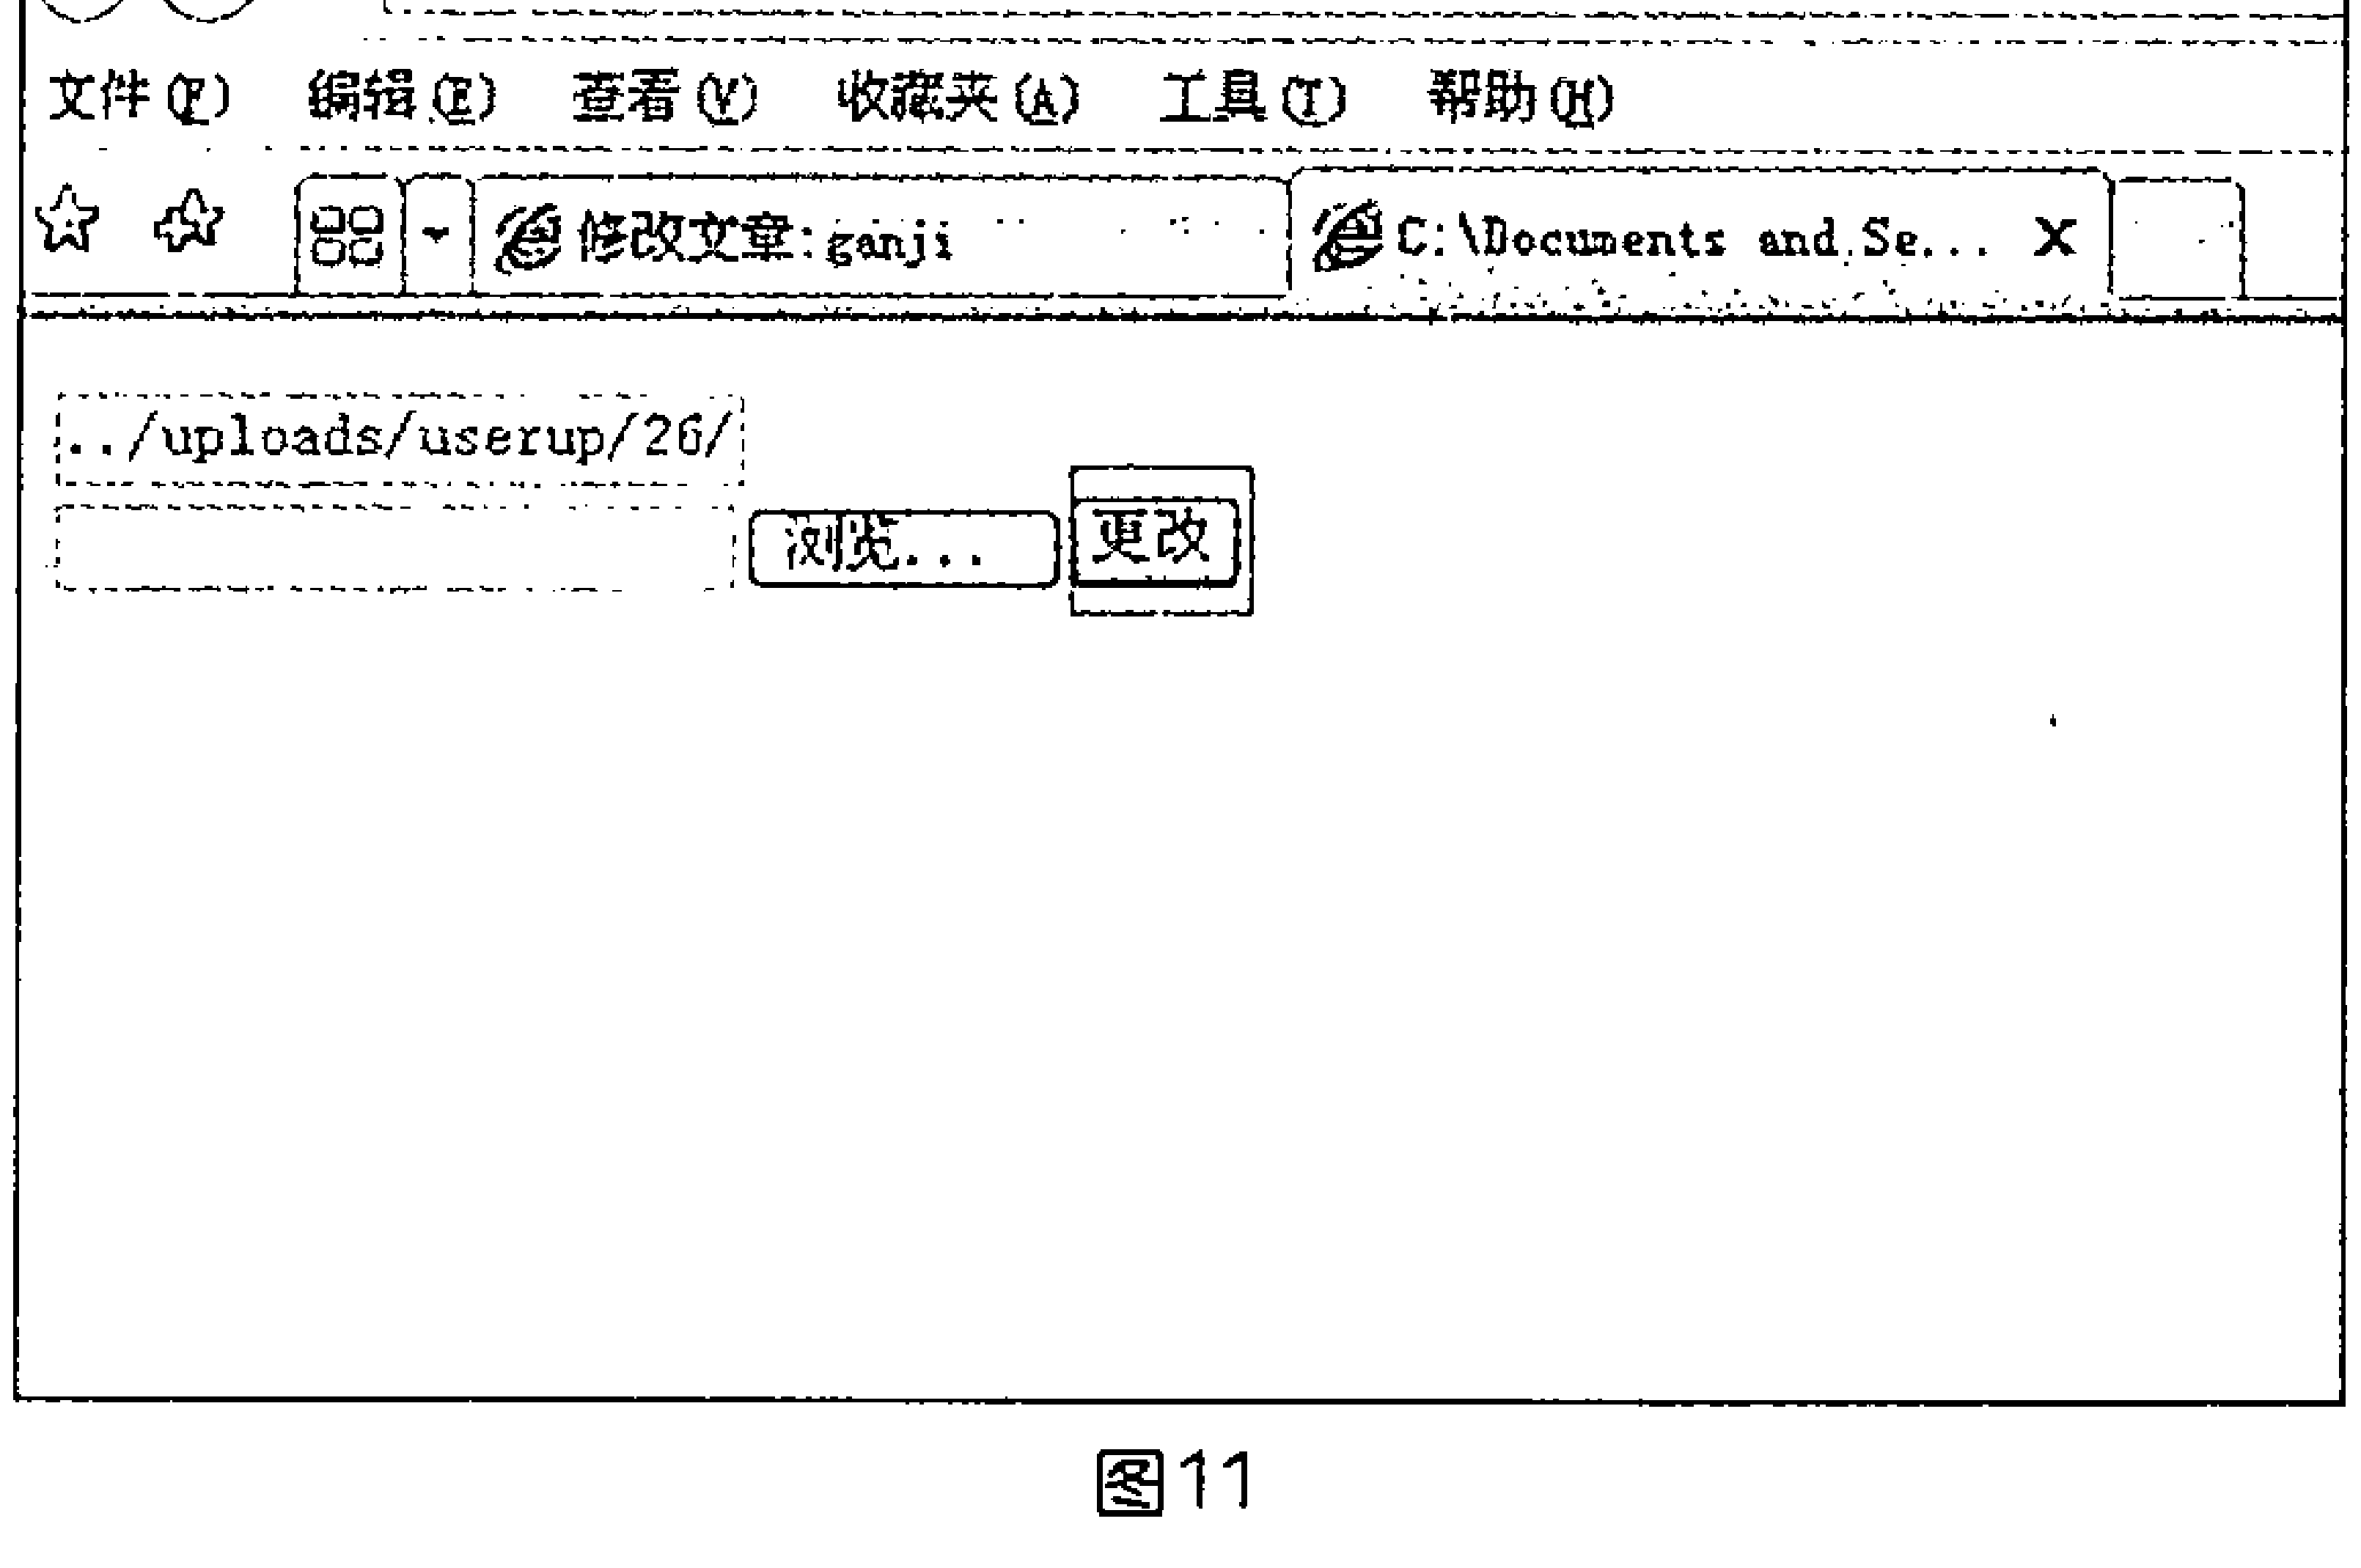 文件(F) 编辑(E) 查看(V) 收藏夹(A) 工具(T) 帮助(H)
修改文章:ganji C:\Documents and Se... X
../uploads/userup/26/
浏览... 更改
图11